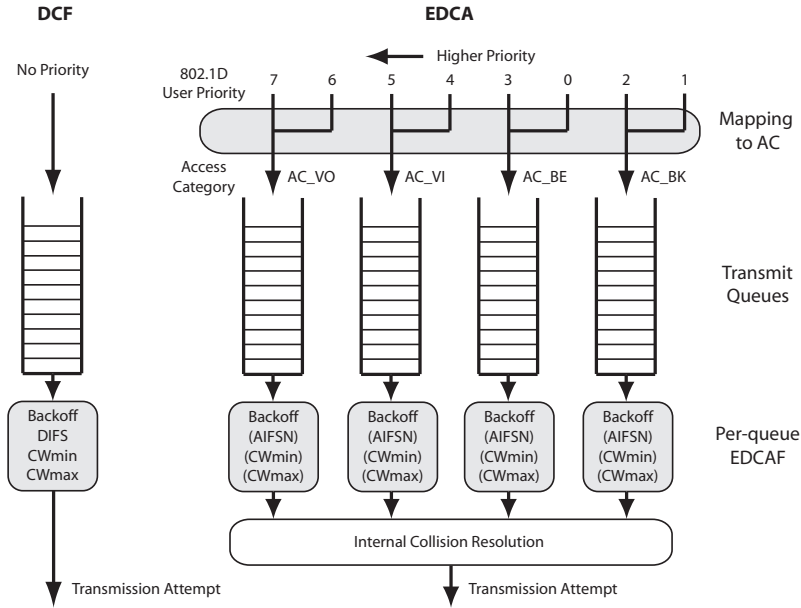 DCF
EDCA
No Priority
Higher Priority
802.1D
User Priority
7 6 5 4 3 0 2 1
Mapping
to AC
Access
Category
AC_VO
AC_VI
AC_BE
AC_BK
Transmit
Queues
Backoff
DIFS
CWmin
CWmax
Backoff
(AIFSN)
(CWmin)
(CWmax)
Backoff
(AIFSN)
(CWmin)
(CWmax)
Backoff
(AIFSN)
(CWmin)
(CWmax)
Backoff
(AIFSN)
(CWmin)
(CWmax)
Per-queue
EDCAF
Internal Collision Resolution
Transmission Attempt
Transmission Attempt